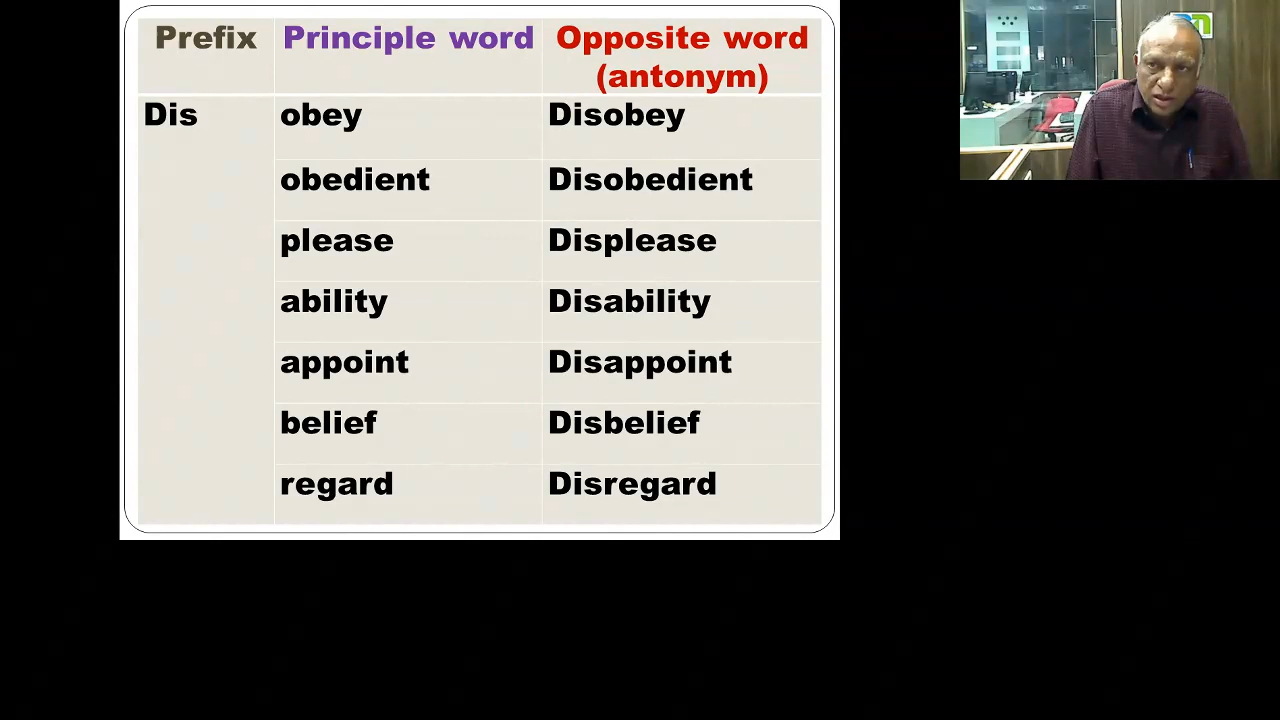 Prefix Principle word Opposite word
(antonym)
Dis obey Disobey
obedient Disobedient
please Displease
ability Disability
appoint Disappoint
belief Disbelief
regard Disregard